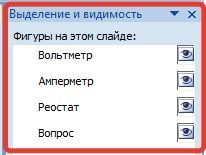 Выделение и видимость
Фигуры на этом слайде:
Вольтметр
Амперметр
Реостат
Вопрос